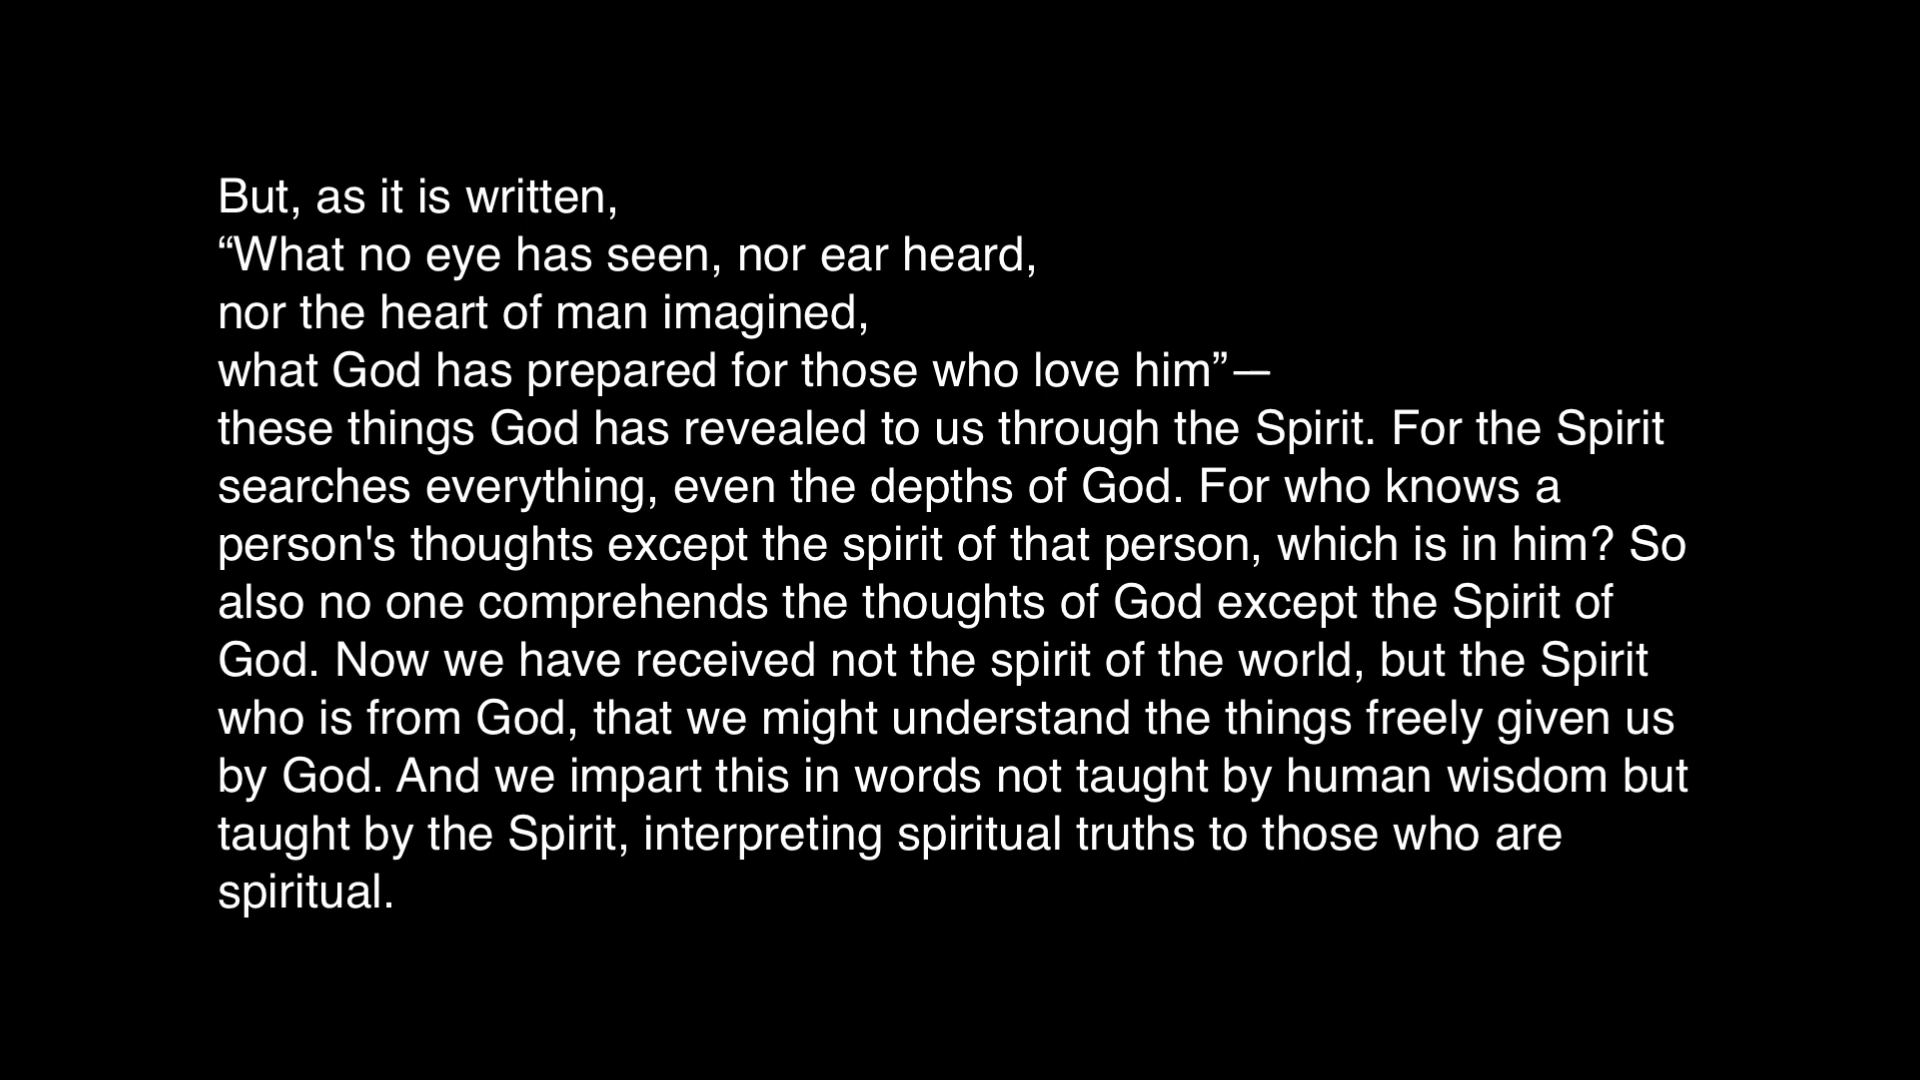 But, as it is written,
“What no eye has seen, nor ear heard,
nor the heart of man imagined,
what God has prepared for those who love him”—
these things God has revealed to us through the Spirit. For the Spirit
searches everything, even the depths of God. For who knows a
person's thoughts except the spirit of that person, which is in him? So
also no one comprehends the thoughts of God except the Spirit of
God. Now we have received not the spirit of the world, but the Spirit
who is from God, that we might understand the things freely given us
by God. And we impart this in words not taught by human wisdom but
taught by the Spirit, interpreting spiritual truths to those who are
spiritual.